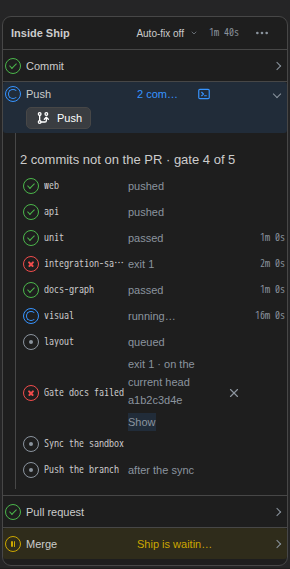 Inside Ship Auto-fix off 1m 40s
Commit
Push 2 com…
Push
2 commits not on the PR · gate 4 of 5
web pushed
api pushed
unit passed 1m 0s
integration-sa… exit 1 2m 0s
docs-graph passed 1m 0s
visual running… 16m 0s
layout queued
exit 1 · on the
current head
Gate docs failed a1b2c3d4e
Show
Sync the sandbox
Push the branch after the sync
Pull request
Merge Ship is waitin…